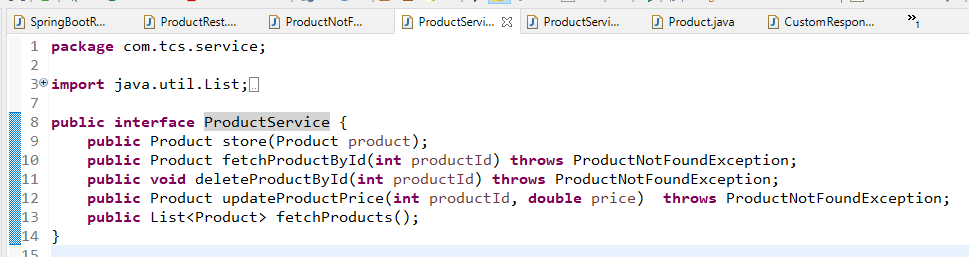 SpringBootR...
ProductRest....
ProductNotF...
ProductServi...
ProductServi...
Product.java
CustomRespon...
»1
1 package com.tcs.service;
2
3 import java.util.List;
7
8 public interface ProductService {
9 public Product store(Product product);
10 public Product fetchProductById(int productId) throws ProductNotFoundException;
11 public void deleteProductById(int productId) throws ProductNotFoundException;
12 public Product updateProductPrice(int productId, double price)  throws ProductNotFoundException;
13 public List<Product> fetchProducts();
14 }
15